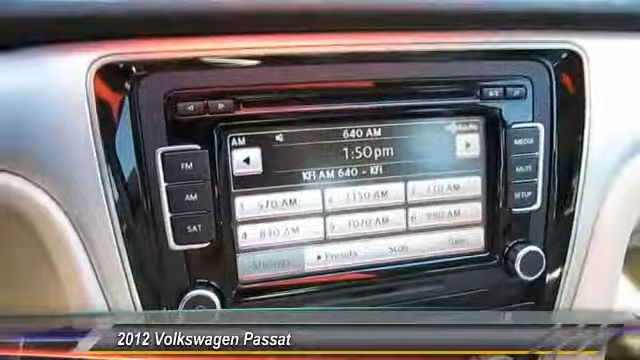 AM 640 AM
1:50pm
KFI AM 640 - KFI
FM
AM
SAT
MEDIA
MUTE
SETUP
1 570 AM 2 1150 AM 3 710 AM
4 830 AM 5 1070 AM 6 980 AM
Presets Scan Tune
2012 Volkswagen Passat